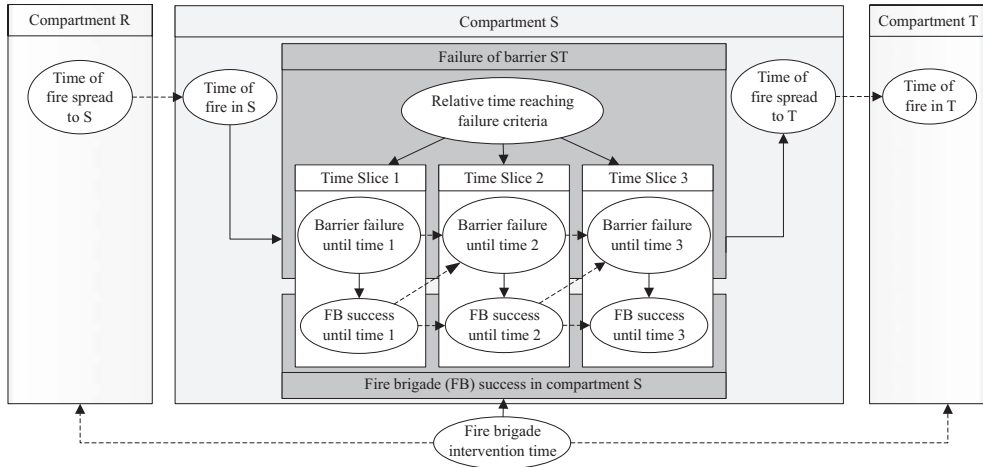 Compartment R
Compartment S
Compartment T
Failure of barrier ST
Time of
fire spread
to S
Time of
fire in S
Relative time reaching
failure criteria
Time of
fire spread
to T
Time of
fire in T
Time Slice 1
Time Slice 2
Time Slice 3
Barrier failure
until time 1
Barrier failure
until time 2
Barrier failure
until time 3
FB success
until time 1
FB success
until time 2
FB success
until time 3
Fire brigade (FB) success in compartment S
Fire brigade
intervention time